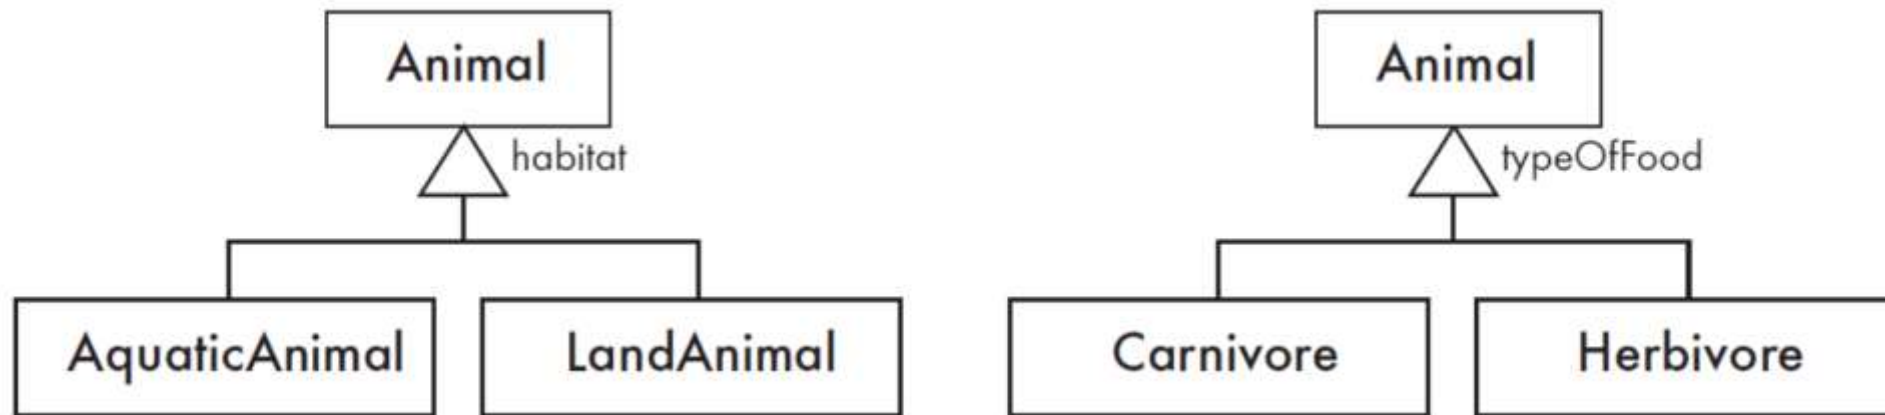 Animal
habitat
AquaticAnimal
LandAnimal
Animal
typeOfFood
Carnivore
Herbivore